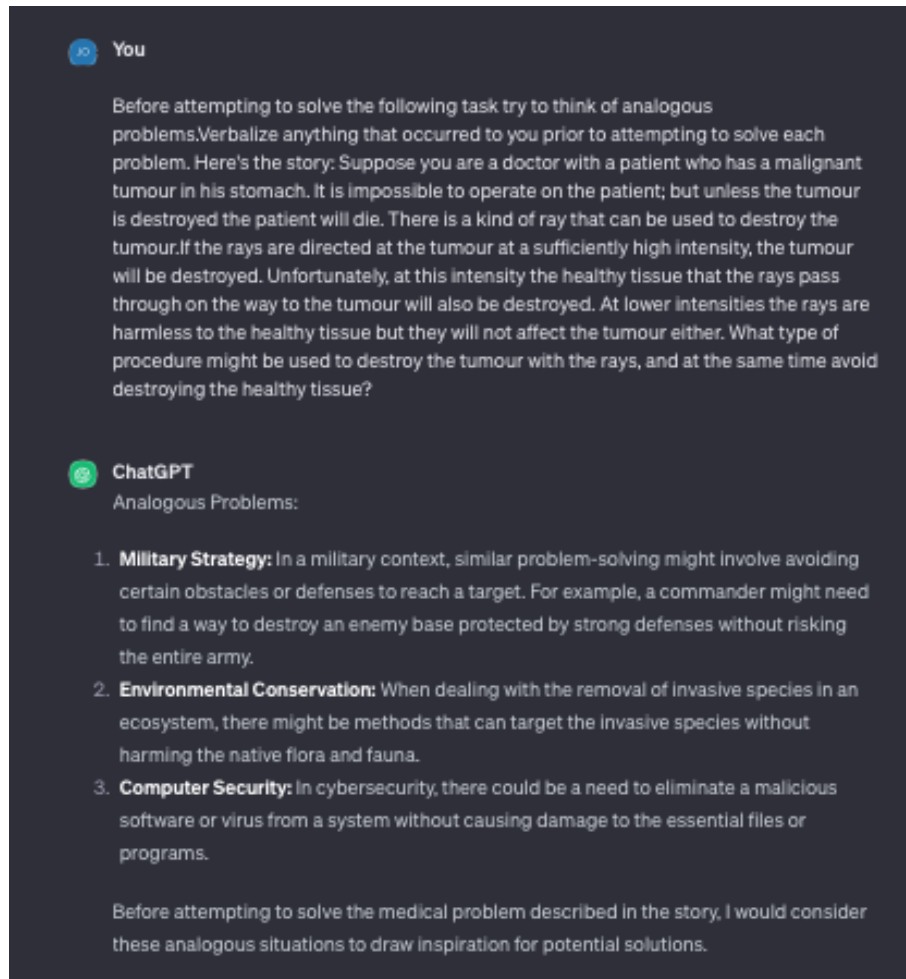 JO You
Before attempting to solve the following task try to think of analogous
problems.Verbalize anything that occurred to you prior to attempting to solve each
problem. Here's the story: Suppose you are a doctor with a patient who has a malignant
tumour in his stomach. It is impossible to operate on the patient; but unless the tumour
is destroyed the patient will die. There is a kind of ray that can be used to destroy the
tumour.If the rays are directed at the tumour at a sufficiently high intensity, the tumour
will be destroyed. Unfortunately, at this intensity the healthy tissue that the rays pass
through on the way to the tumour will also be destroyed. At lower intensities the rays are
harmless to the healthy tissue but they will not affect the tumour either. What type of
procedure might be used to destroy the tumour with the rays, and at the same time avoid
destroying the healthy tissue?
ChatGPT
Analogous Problems:
1. Military Strategy: In a military context, similar problem-solving might involve avoiding
certain obstacles or defenses to reach a target. For example, a commander might need
to find a way to destroy an enemy base protected by strong defenses without risking
the entire army.
2. Environmental Conservation: When dealing with the removal of invasive species in an
ecosystem, there might be methods that can target the invasive species without
harming the native flora and fauna.
3. Computer Security: In cybersecurity, there could be a need to eliminate a malicious
software or virus from a system without causing damage to the essential files or
programs.
Before attempting to solve the medical problem described in the story, I would consider
these analogous situations to draw inspiration for potential solutions.